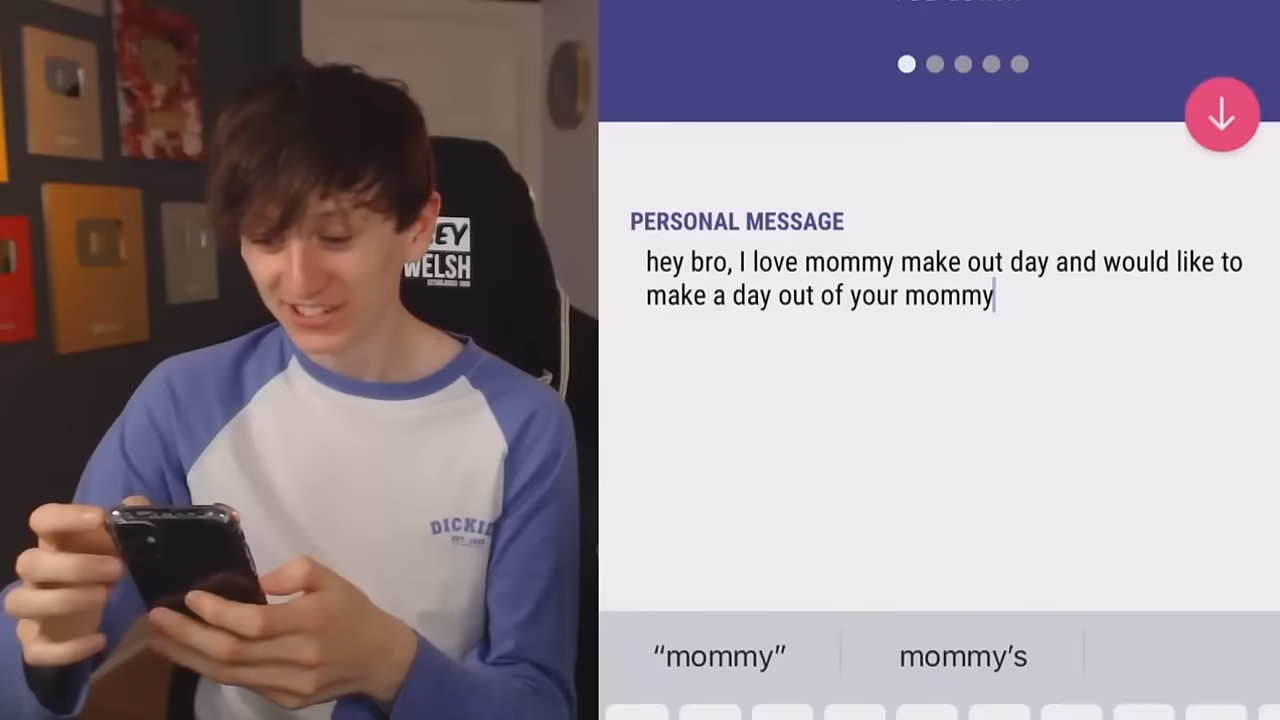 EY
WELSH
DICKI
PERSONAL MESSAGE
hey bro, I love mommy make out day and would like to
make a day out of your mommy
“mommy”
mommy’s